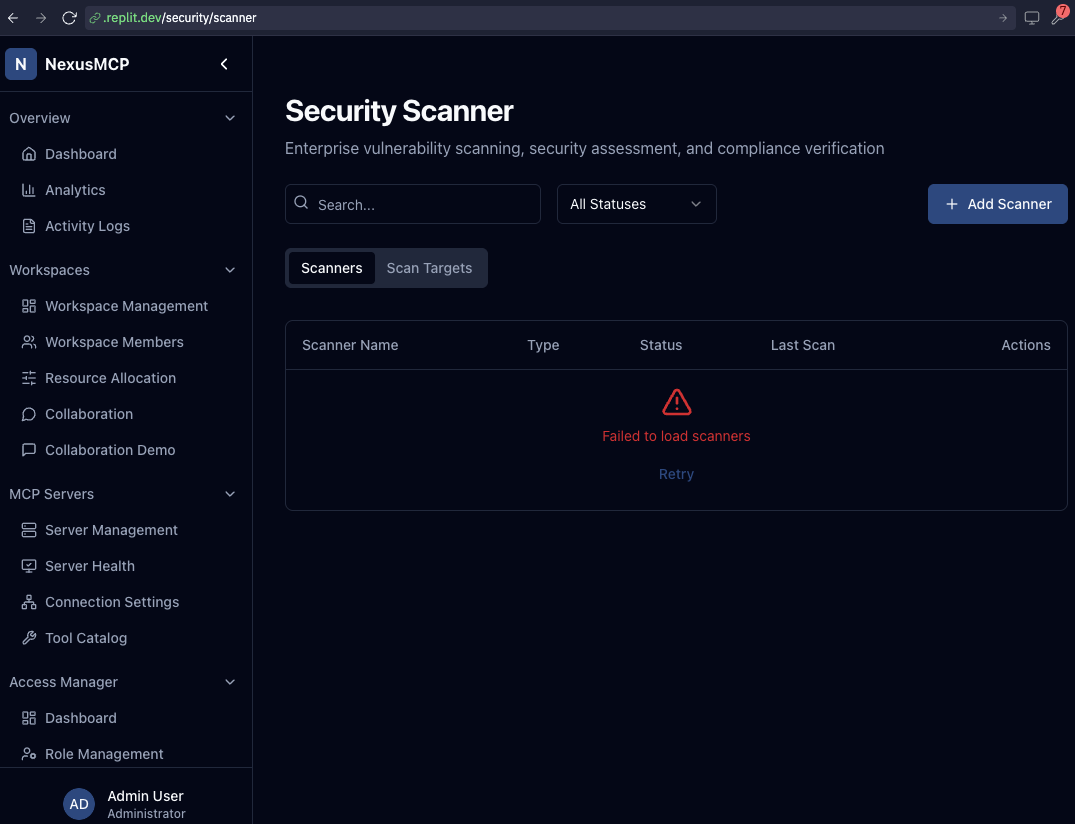 .replit.dev/security/scanner
7
N NexusMCP
Overview
Dashboard
Analytics
Activity Logs
Workspaces
Workspace Management
Workspace Members
Resource Allocation
Collaboration
Collaboration Demo
MCP Servers
Server Management
Server Health
Connection Settings
Tool Catalog
Access Manager
Dashboard
Role Management
AD Admin User
Administrator
Security Scanner
Enterprise vulnerability scanning, security assessment, and compliance verification
Search... All Statuses + Add Scanner
Scanners Scan Targets
Scanner Name Type Status Last Scan Actions
Failed to load scanners
Retry